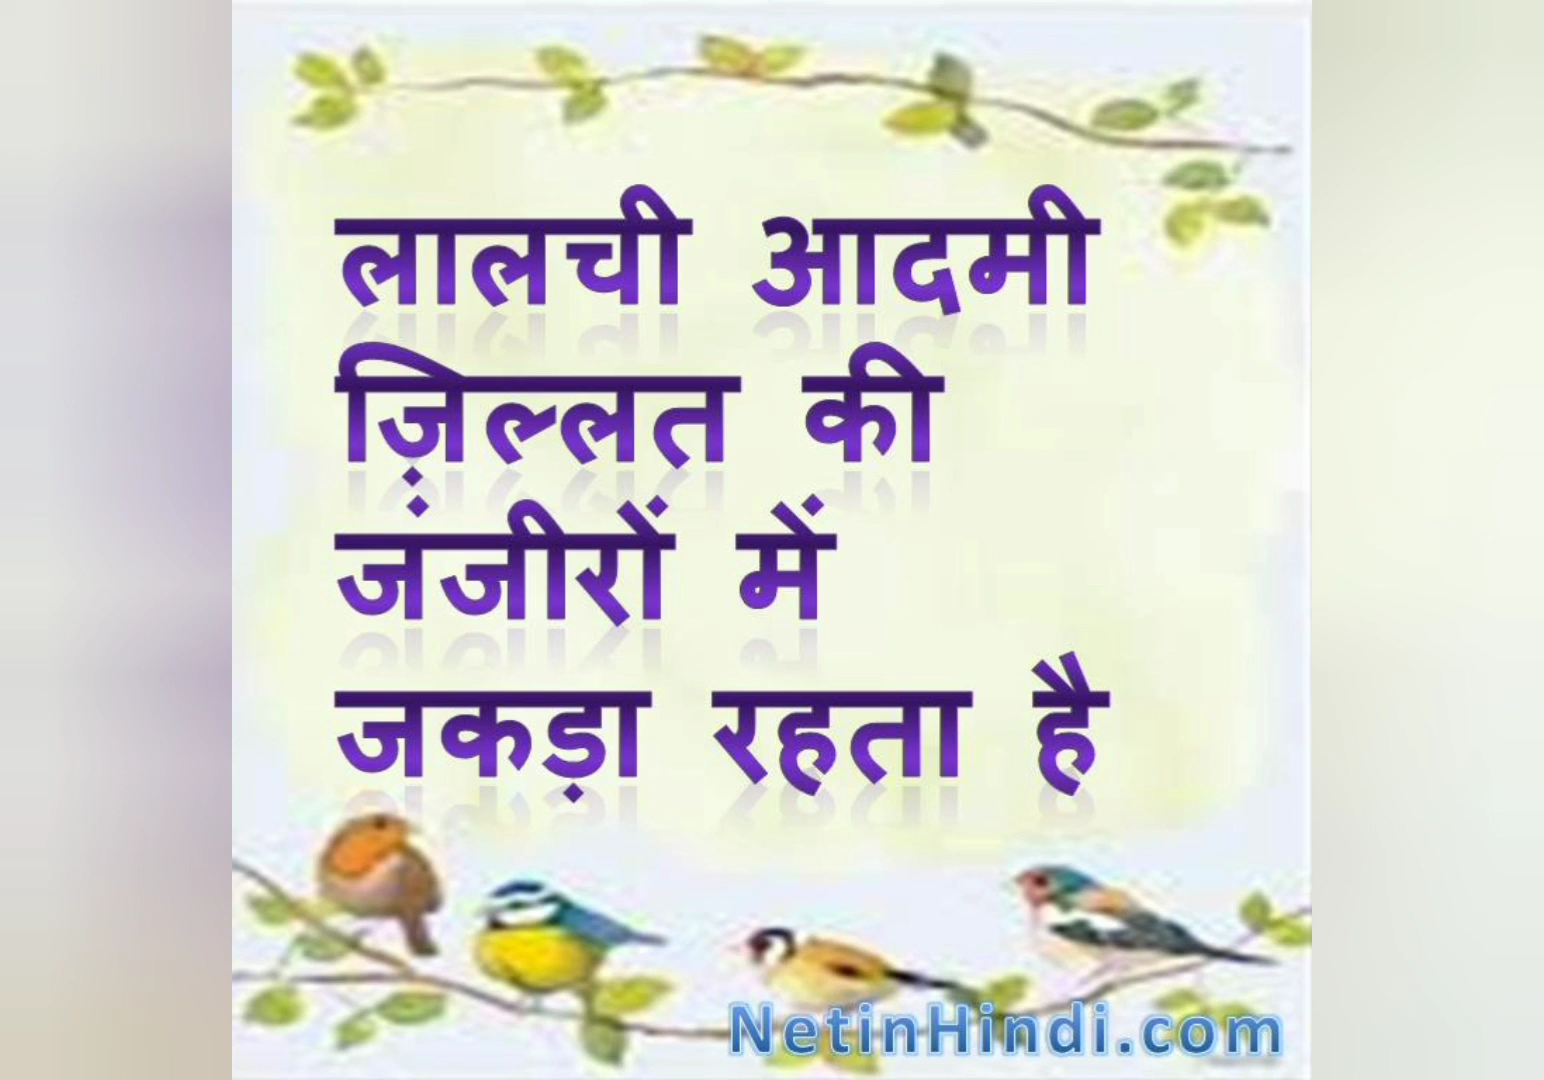 लालची आदमी
ज़िल्लत की
जंजीरों में
जकड़ा रहता है
NetinHindi.com